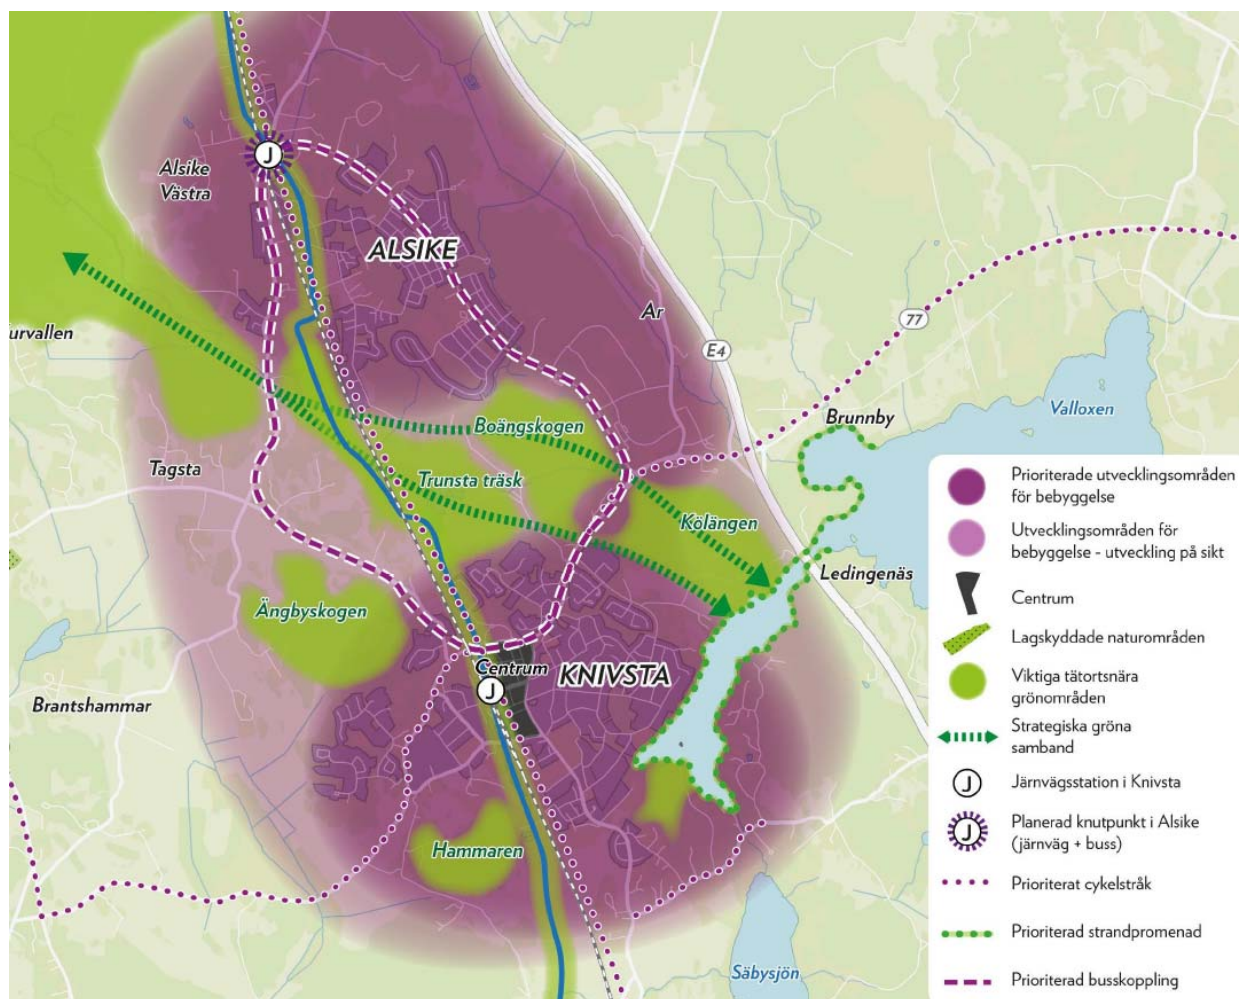 J
Alsike
Västra
ALSIKE
Ar
urvallen
77
E4
Brunnby
Valloxen
Boängskogen
Tagsta
Trunsta träsk
Kölängen
Ledingenäs
Ängbyskogen
Centrum
KNIVSTA
J
Brantshammar
Hammaren
Säbysjön
Prioriterade utvecklingsområden
för bebyggelse
Utvecklingsområden för
bebyggelse - utveckling på sikt
Centrum
Lagskyddade naturområden
Viktiga tätortsnära
grönområden
Strategiska gröna
samband
J
Järnvägsstation i Knivsta
J
Planerad knutpunkt i Alsike
(järnväg + buss)
Prioriterat cykelstråk
Prioriterad strandpromenad
Prioriterad busskoppling